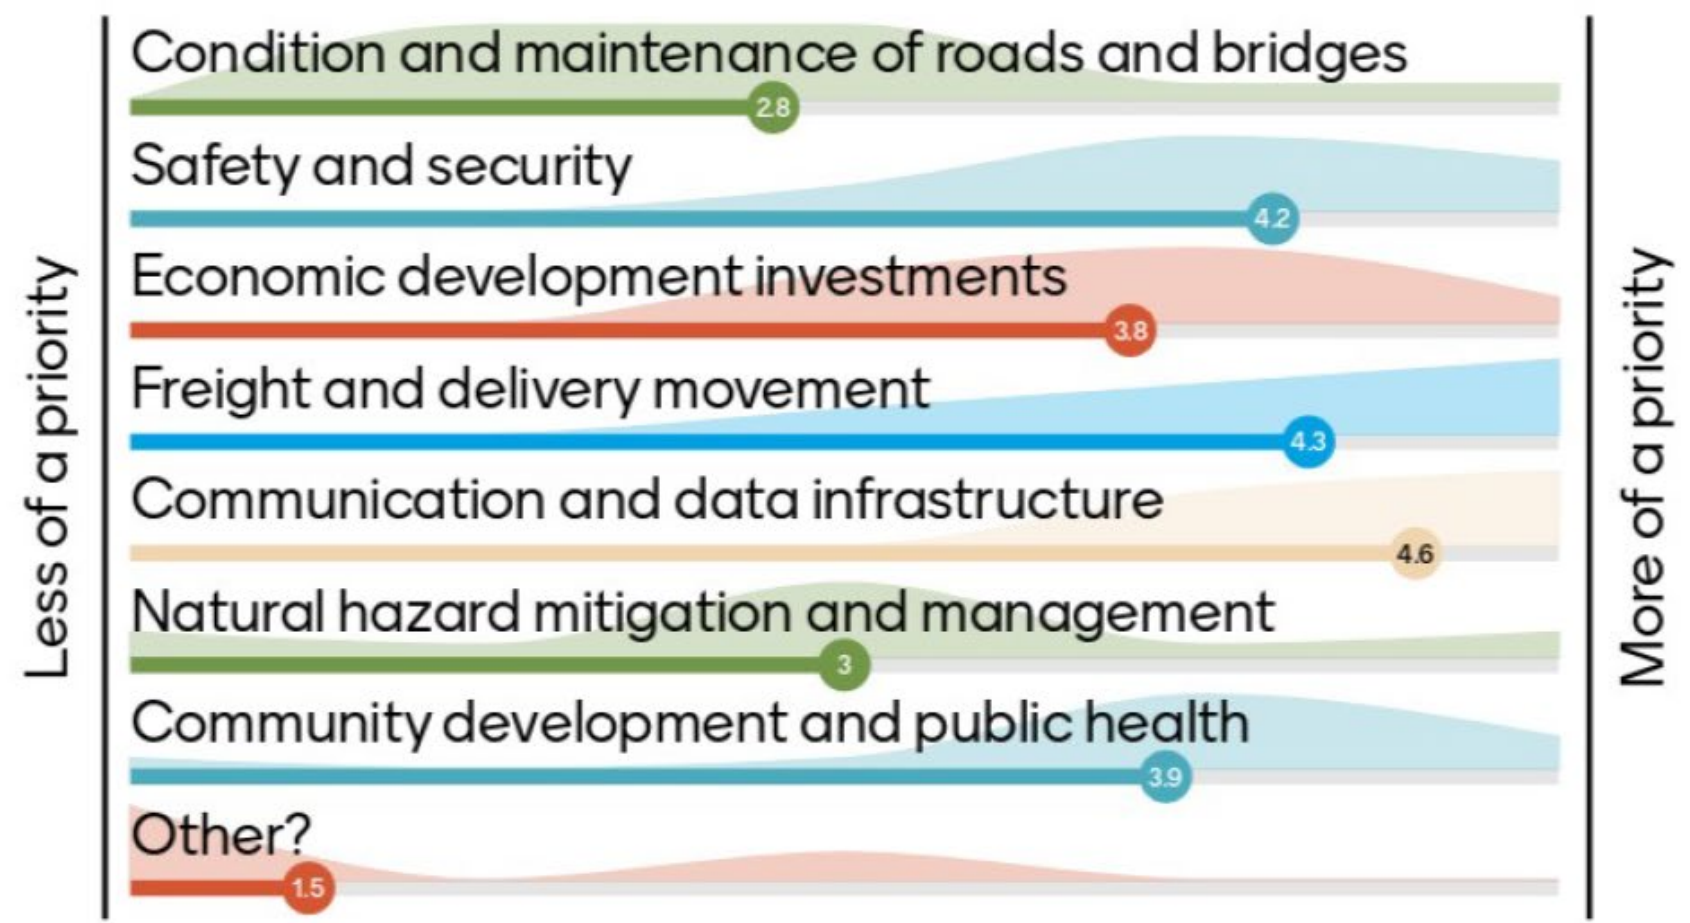 Less of a priority
Condition and maintenance of roads and bridges
2.8
Safety and security
4.2
Economic development investments
3.8
Freight and delivery movement
4.3
Communication and data infrastructure
4.6
Natural hazard mitigation and management
3
Community development and public health
3.9
Other?
1.5
More of a priority